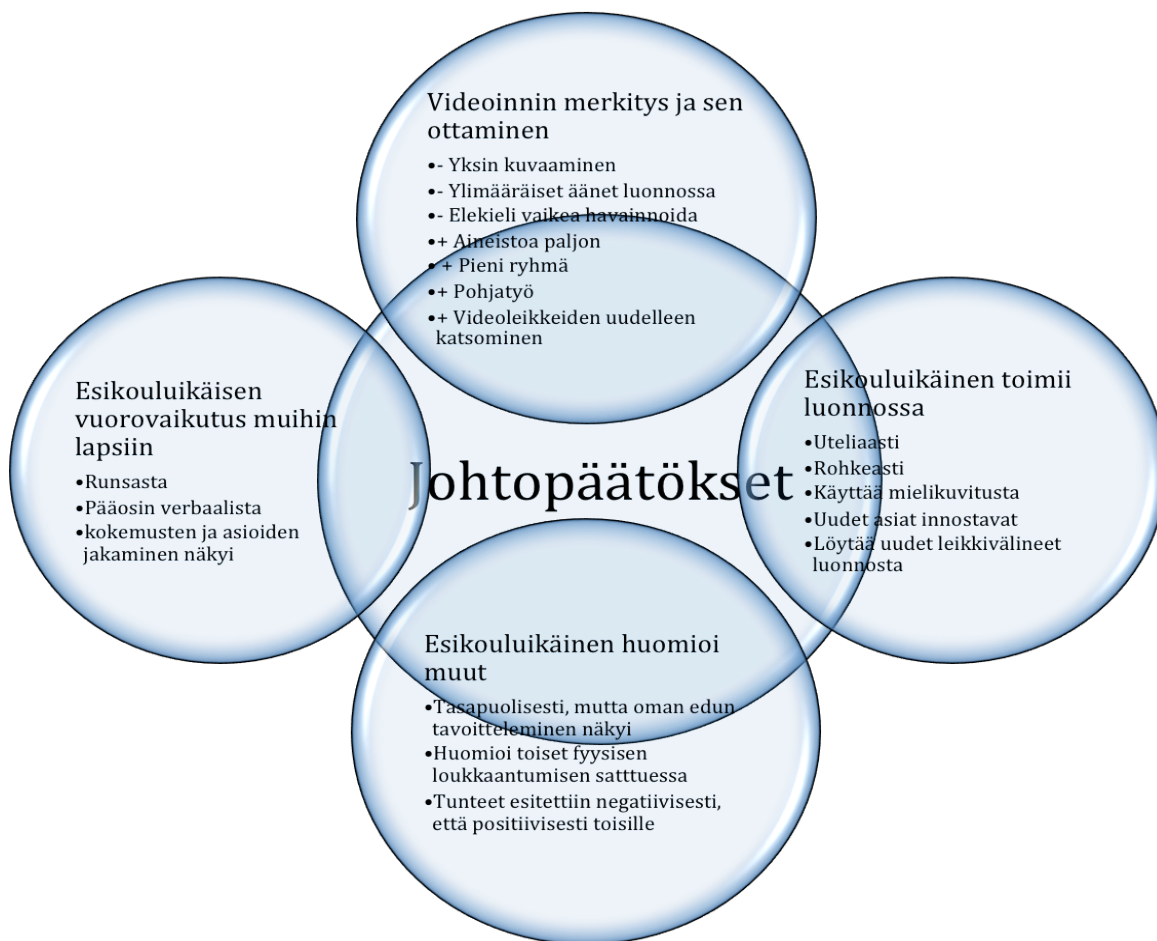 Videoinnin merkitys ja sen
ottaminen
•- Yksin kuvaaminen
•- Ylimääräiset äänet luonnossa
•- Elekieli vaikea havainnoida
•+ Aineistoa paljon
• + Pieni ryhmä
•+ Pohjatyö
•+ Videoleikkeiden uudelleen
katsominen
Esikouluikäisen
vuorovaikutus muihin
lapsiin
•Runsasta
•Pääosin verbaalista
•kokemusten ja asioiden
jakaminen näkyi
Johtopäätökset
Esikouluikäinen toimii
luonnossa
•Uteliaasti
•Rohkeasti
•Käyttää mielikuvitusta
•Uudet asiat innostavat
•Löytää uudet leikkivälineet
luonnosta
Esikouluikäinen huomioi
muut
•Tasapuolisesti, mutta oman edun
tavoitteleminen näkyi
•Huomioi toiset fyysisen
loukkaantumisen satttuessa
•Tunteet esitettiin negatiivisesti,
että positiivisesti toisille